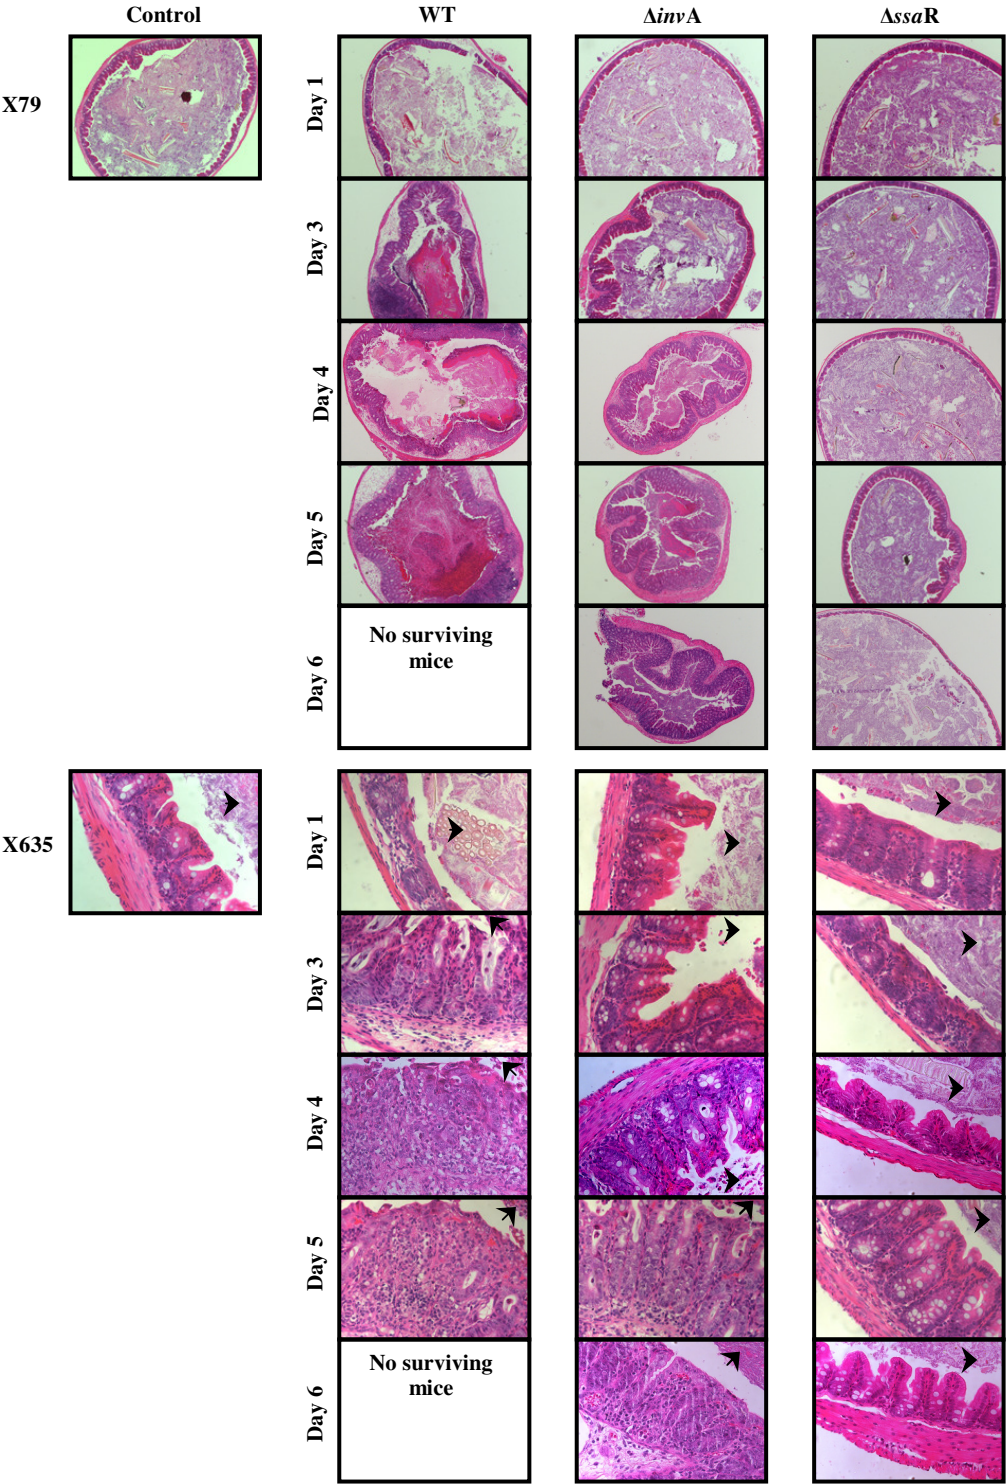 Control WT ΔinvA ΔssaR
X79
Day 1
Day 3
Day 4
Day 5
Day 6
No surviving
mice
X635
Day 1
Day 3
Day 4
Day 5
Day 6
No surviving
mice